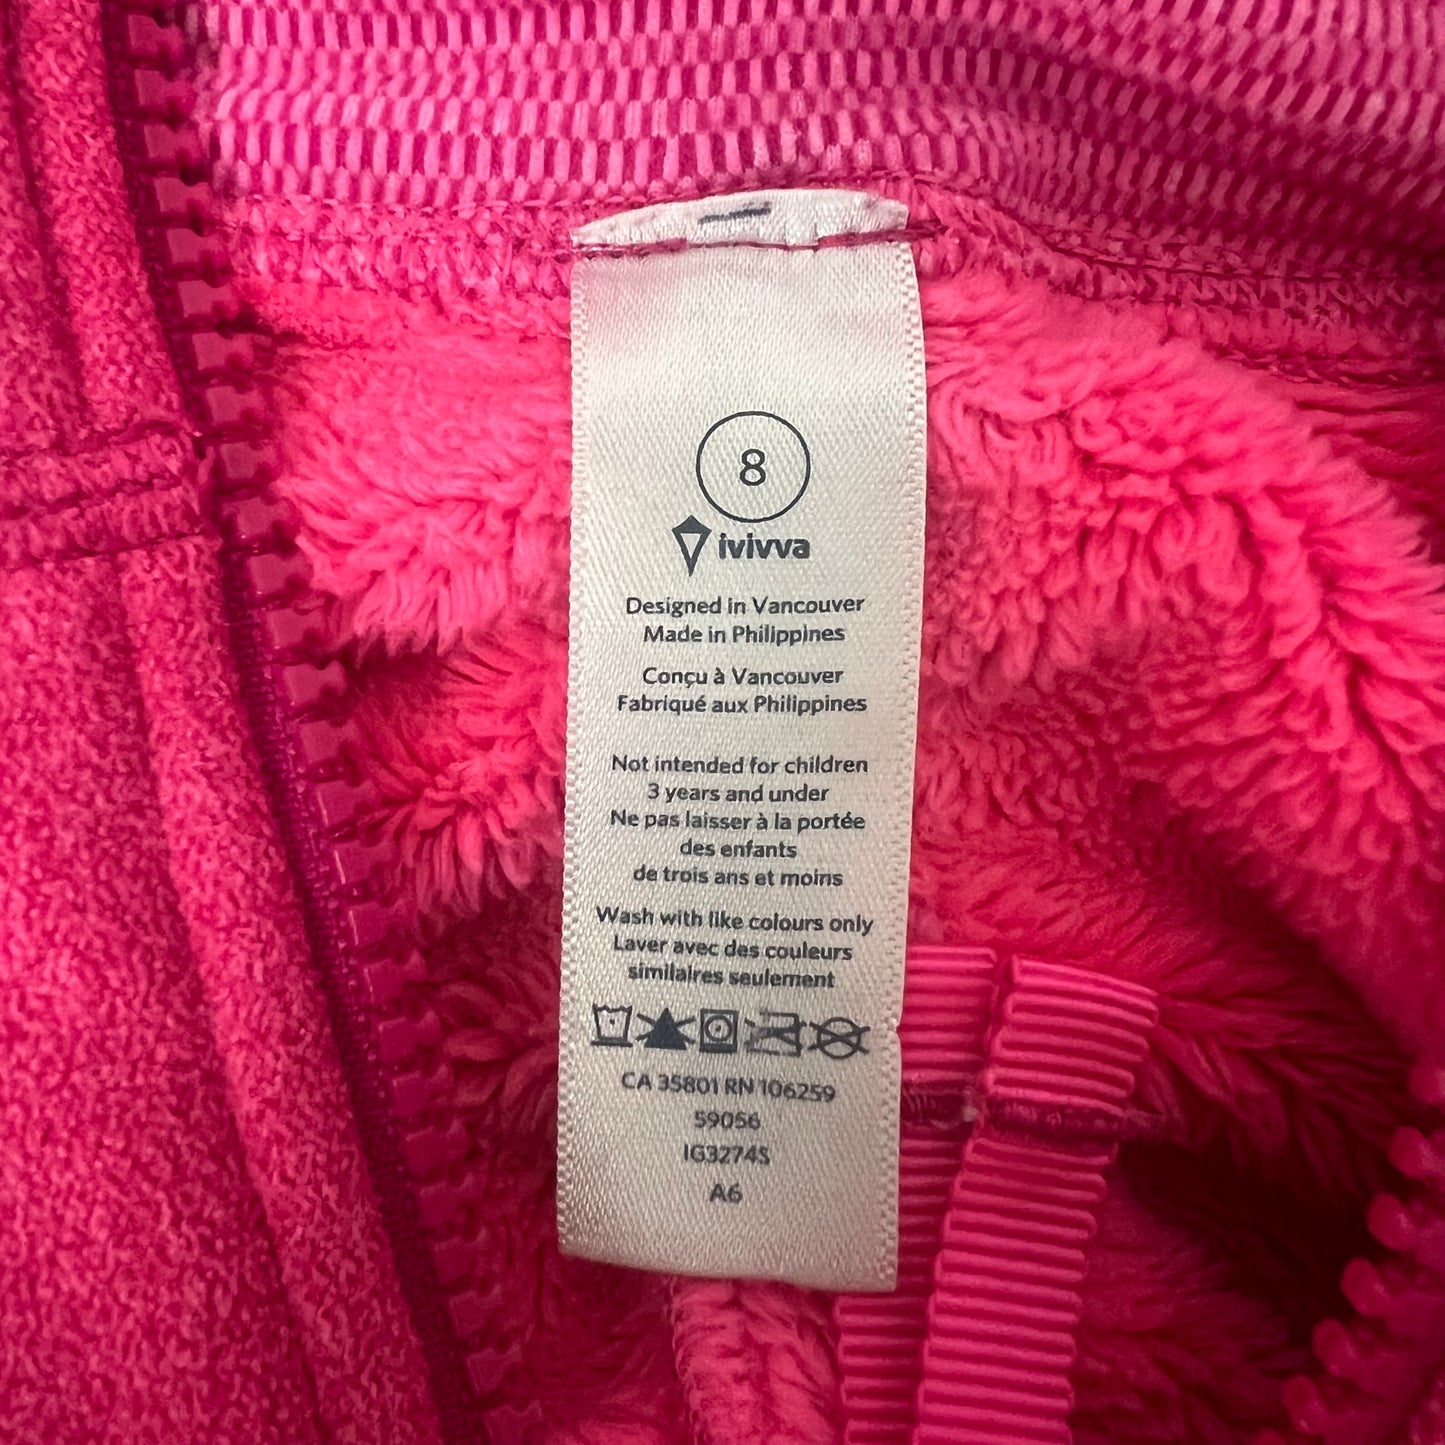 8
ivivva
Designed in Vancouver
Made in Philippines
Conçu à Vancouver
Fabriqué aux Philippines
Not intended for children
3 years and under
Ne pas laisser à la portée
des enfants
de trois ans et moins
Wash with like colours only
Laver avec des couleurs
similaires seulement
CA 35801 RN 106259
59056
IG3274S
A6